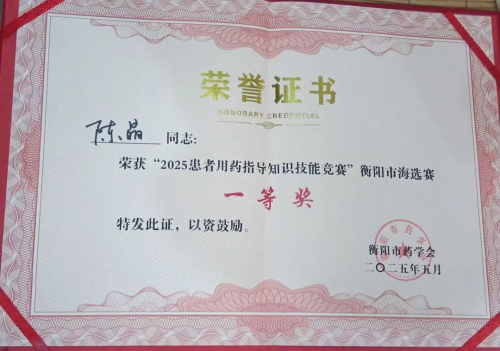 荣誉证书
HONORARY CREDENTIAL
陈晶 同志:
荣获“2025患者用药指导知识技能竞赛”衡阳市海选赛
一等奖
特发此证，以资鼓励。
衡阳市药学会
二〇二五年五月